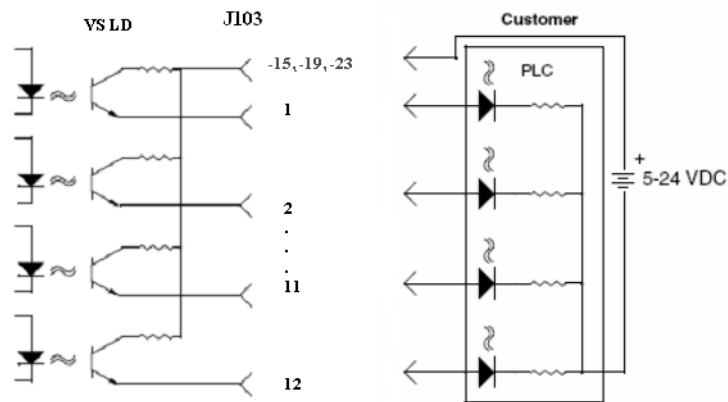 VS LD
J103
-15,-19,-23
1
2
.
.
.
11
12
Customer
PLC
+
5-24 VDC